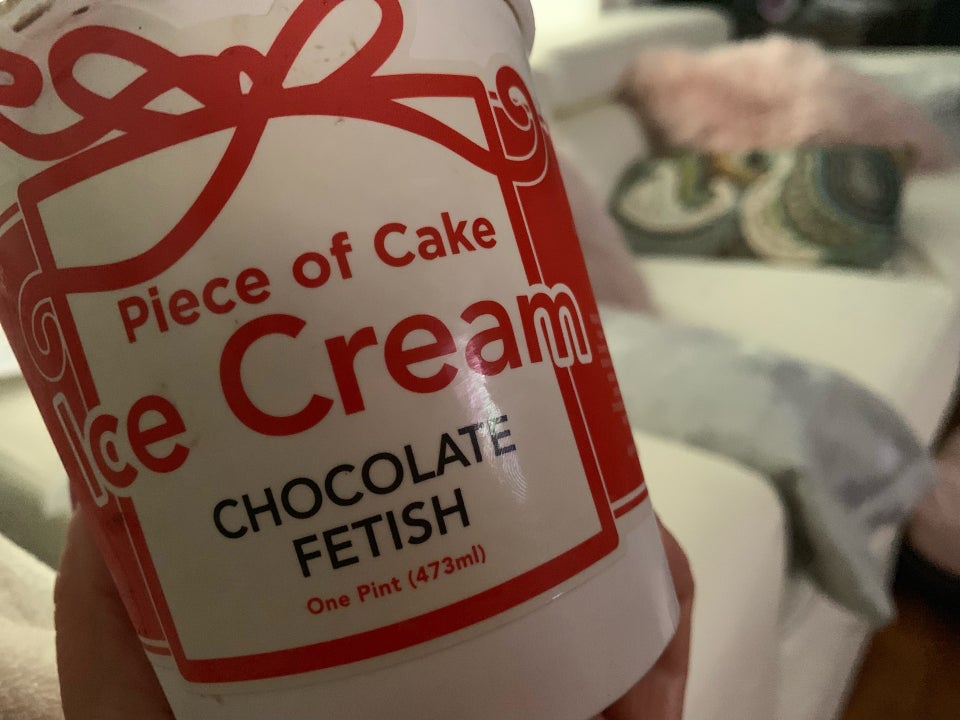 Piece of Cake
Ice Cream
CHOCOLATE
FETISH
One Pint (473ml)